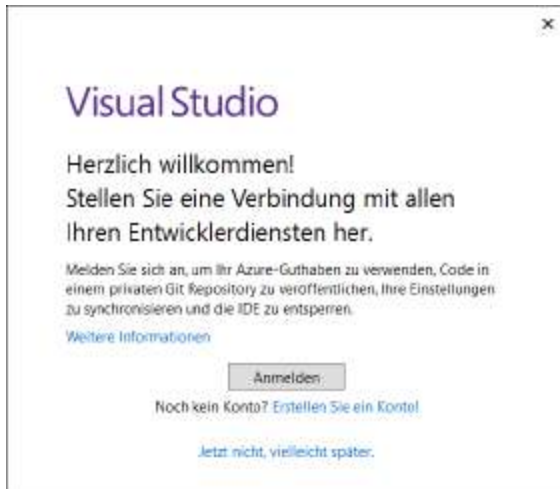 Visual Studio
Herzlich willkommen!
Stellen Sie eine Verbindung mit allen
Ihren Entwicklerdiensten her.
Melden Sie sich an, um Ihr Azure-Guthaben zu verwenden, Code in
einem privaten Git Repository zu veröffentlichen, Ihre Einstellungen
zu synchronisieren und die IDE zu entsperren.
Weitere Informationen
Anmelden
Noch kein Konto? Erstellen Sie ein Konto!
Jetzt nicht, vielleicht später.